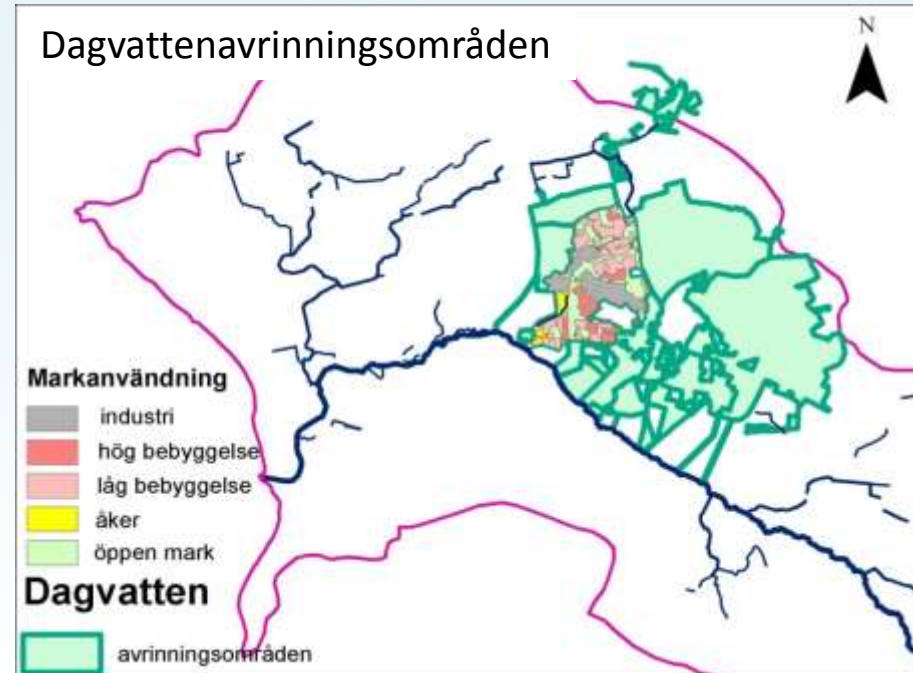 Dagvattenavrinningsområden
N
Markanvändning
industri
hög bebyggelse
låg bebyggelse
åker
öppen mark
Dagvatten
avrinningsområden